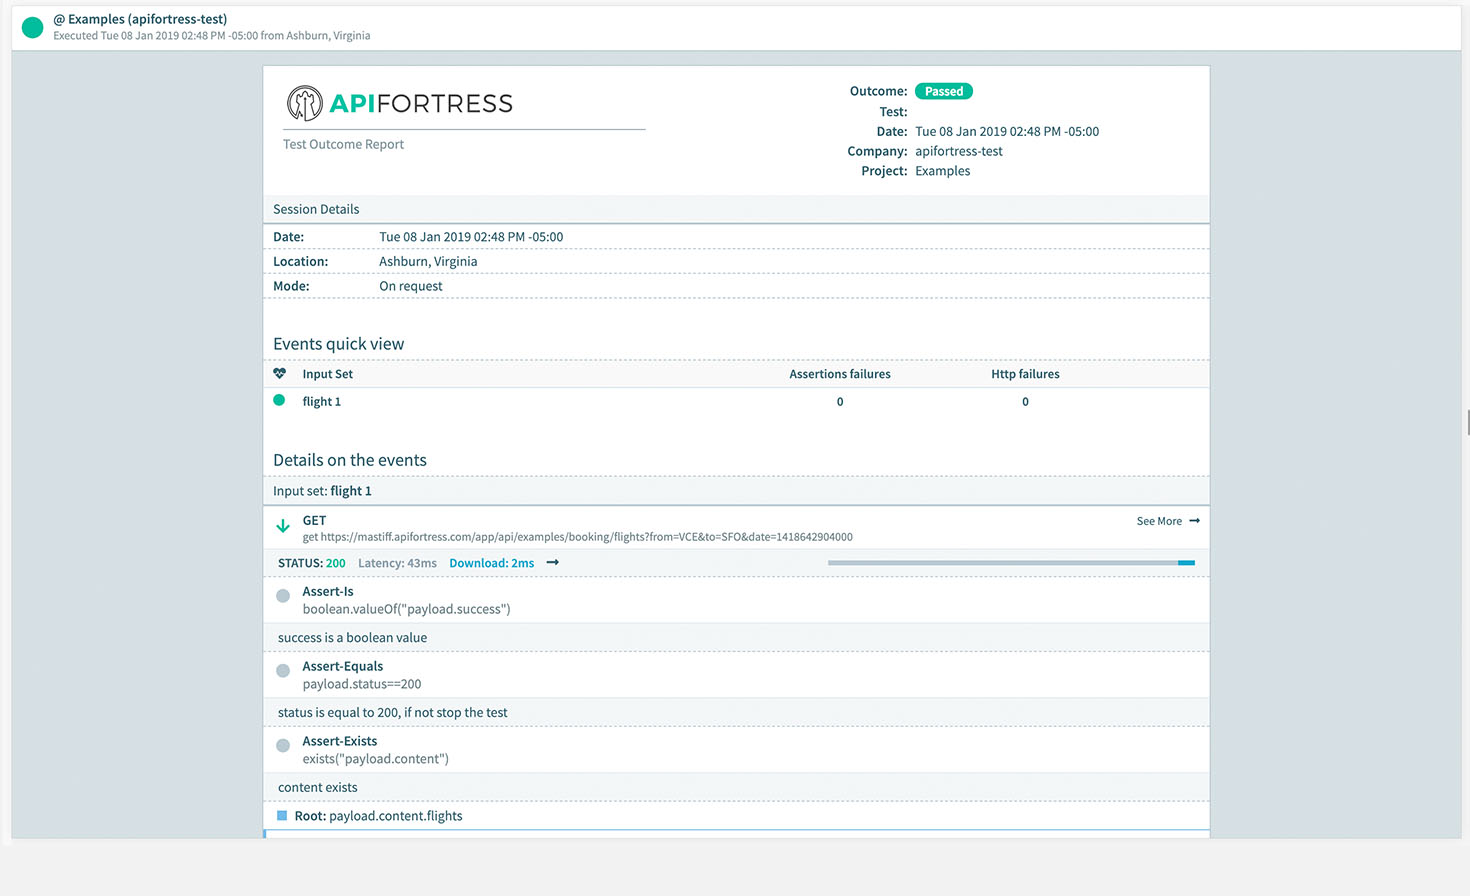 @ Examples (apifortress-test)
Executed Tue 08 Jan 2019 02:48 PM -05:00 from Ashburn, Virginia
APIFORTRESS
Test Outcome Report
Outcome: Passed
Test:
Date: Tue 08 Jan 2019 02:48 PM -05:00
Company: apifortress-test
Project: Examples
Session Details
Date: Tue 08 Jan 2019 02:48 PM -05:00
Location: Ashburn, Virginia
Mode: On request
Events quick view
Input Set Assertions failures Http failures
flight 1 0 0
Details on the events
Input set: flight 1
GET See More
get https://mastiff.apifortress.com/app/api/examples/booking/flights?from=VCE&to=SFO&date=1418642904000
STATUS: 200 Latency: 43ms Download: 2ms
Assert-Is
boolean.valueOf("payload.success")
success is a boolean value
Assert-Equals
payload.status==200
status is equal to 200, if not stop the test
Assert-Exists
exists("payload.content")
content exists
Root: payload.content.flights